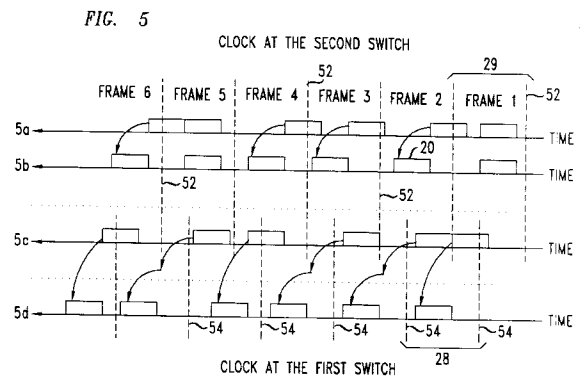 FIG. 5
CLOCK AT THE SECOND SWITCH
52 29
FRAME 6 FRAME 5 FRAME 4 FRAME 3 FRAME 2 FRAME 1 52
5a TIME
20
5b TIME
52 52
5c TIME
5d TIME
54 54 54 54 54
28
CLOCK AT THE FIRST SWITCH